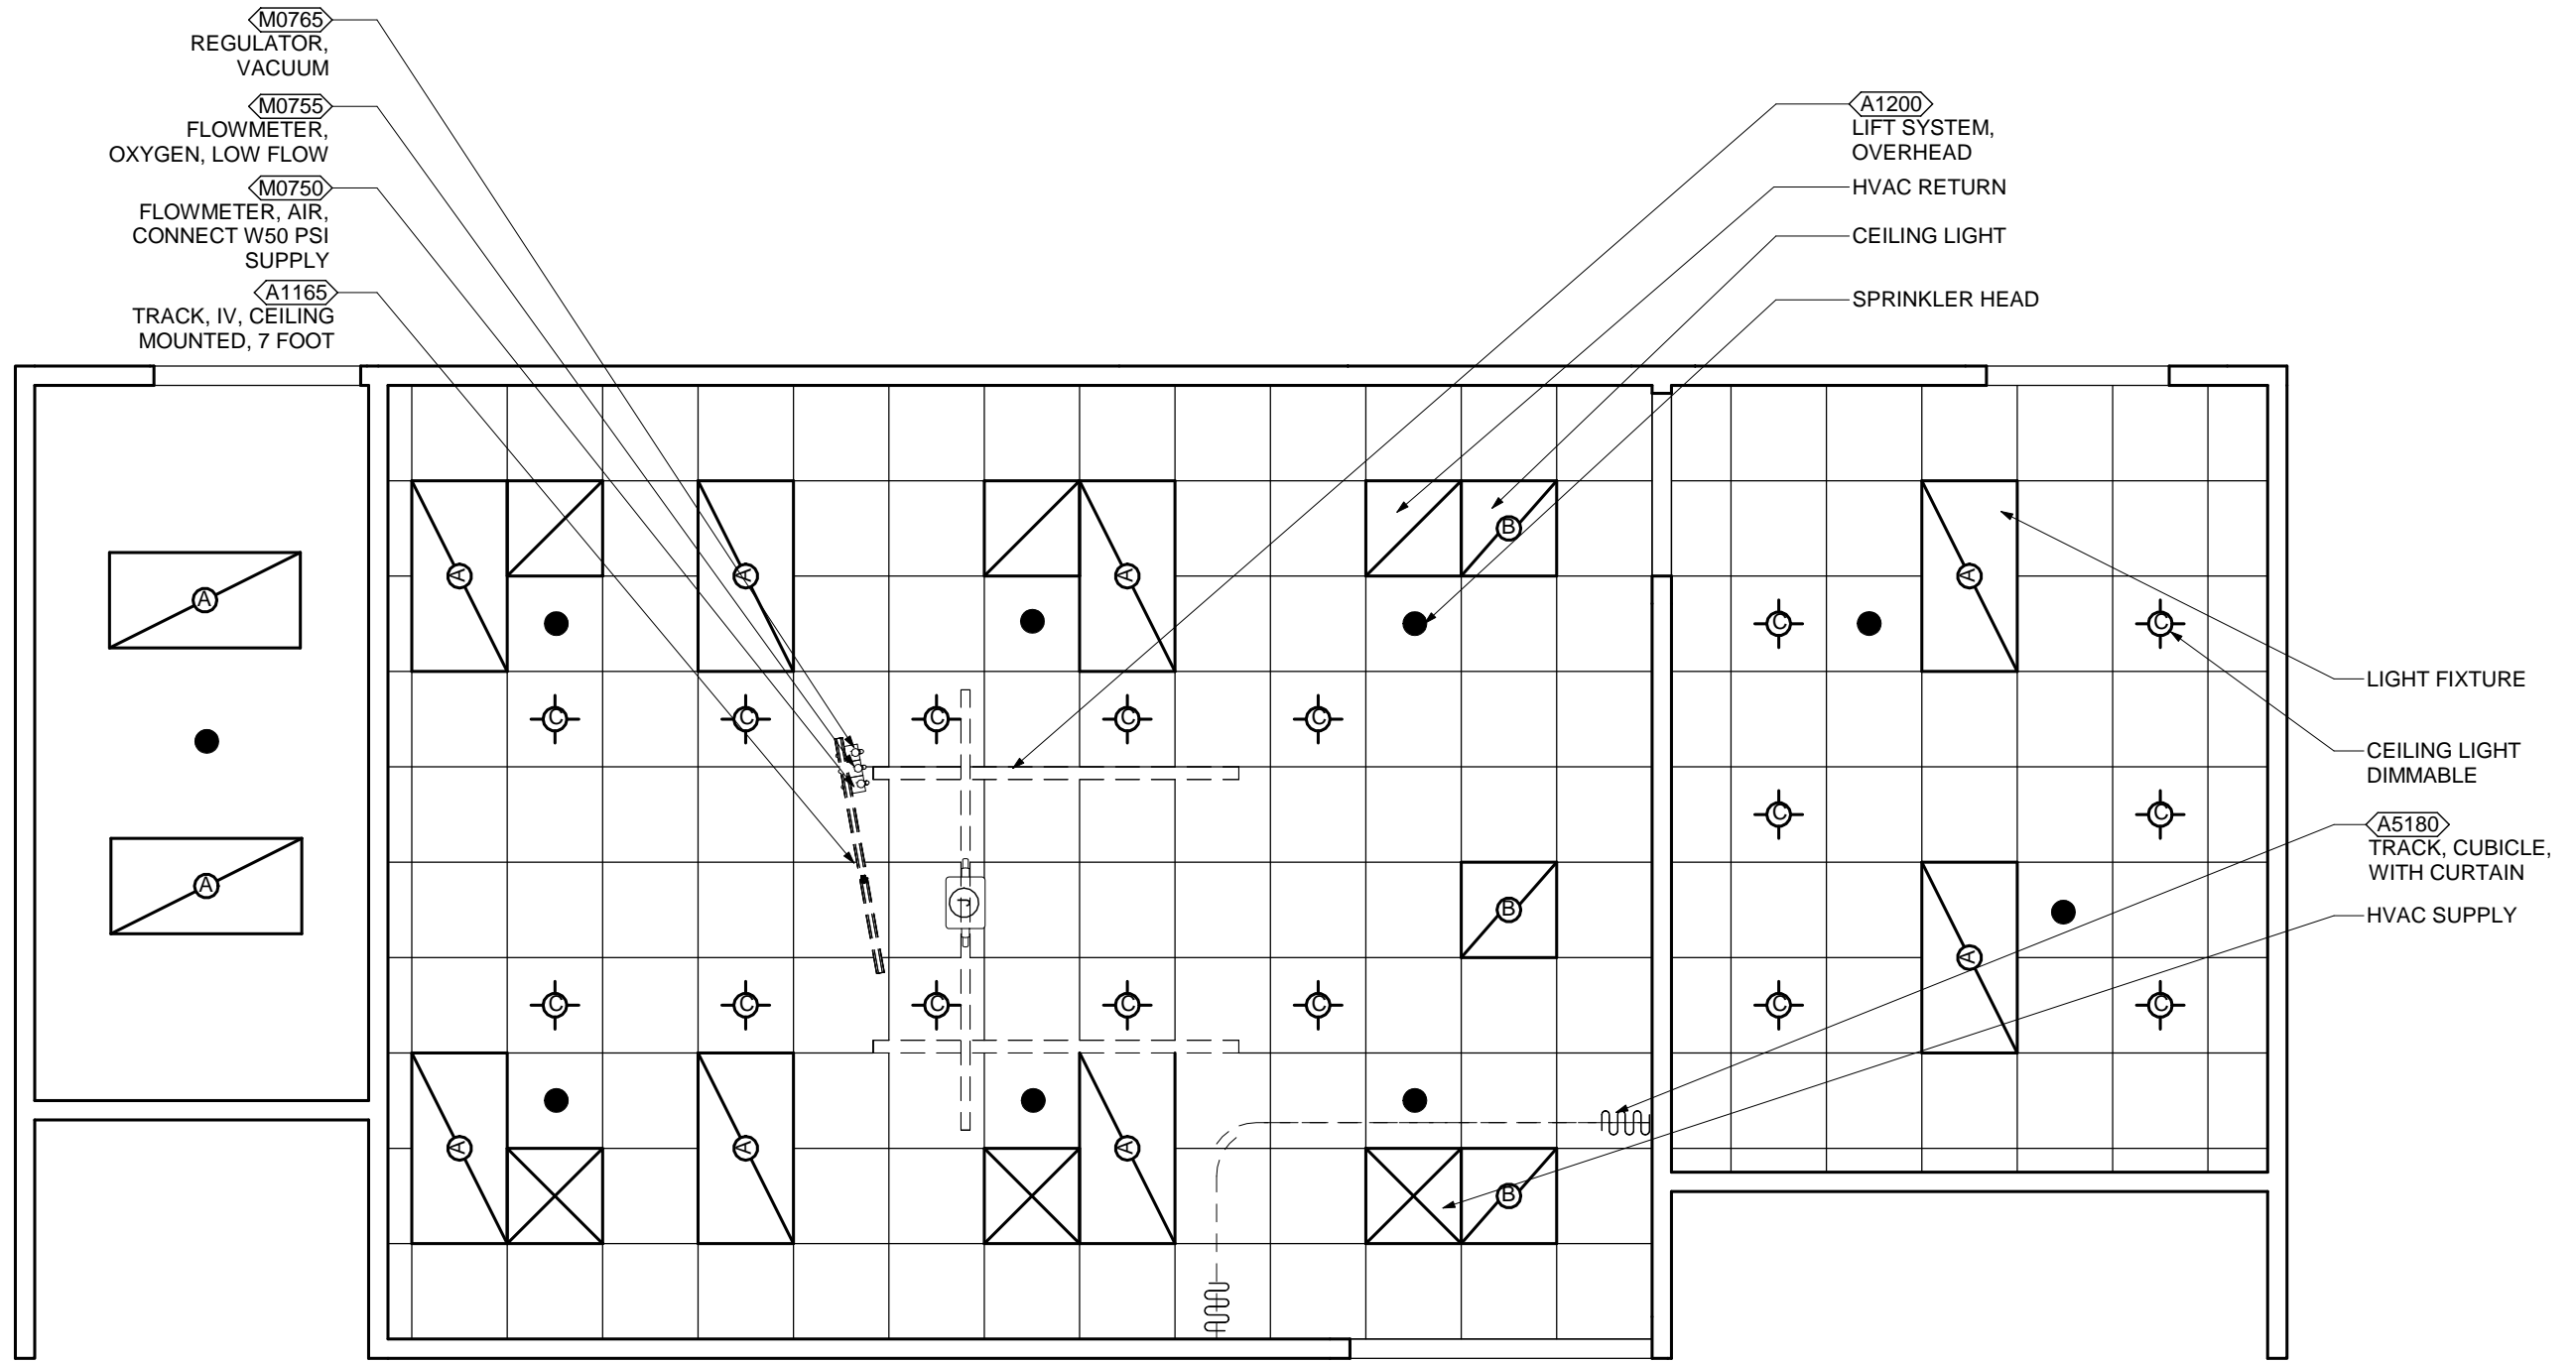 M0765
REGULATOR,
VACUUM
M0755
FLOWMETER,
OXYGEN, LOW FLOW
M0750
FLOWMETER, AIR,
CONNECT W50 PSI
SUPPLY
A1165
TRACK, IV, CEILING
MOUNTED, 7 FOOT
A1200
LIFT SYSTEM,
OVERHEAD
HVAC RETURN
CEILING LIGHT
SPRINKLER HEAD
B
A
A
A
A
A
C
C
C
C
C
C
C
LIGHT FIXTURE
CEILING LIGHT
DIMMABLE
C
C
A5180
TRACK, CUBICLE,
WITH CURTAIN
A
B
HVAC SUPPLY
A
C
C
C
C
C
C
C
A
A
A
B